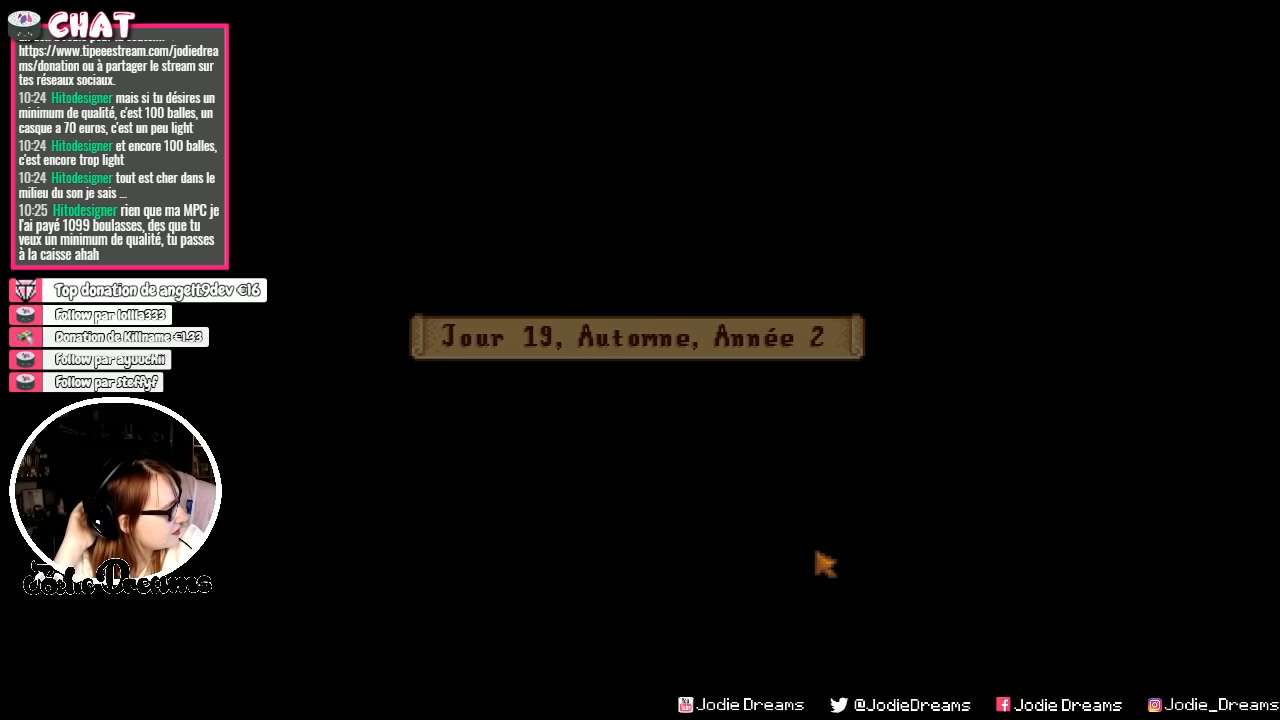 CHAT
https://www.tipeeestream.com/jodiedrea
ms/donation ou à partager le stream sur
tes réseaux sociaux.
10:24 Hitodesigner mais si tu désires un
minimum de qualité, c'est 100 balles, un
casque a 70 euros, c'est un peu light
10:24 Hitodesigner et encore 100 balles,
c'est encore trop light
10:24 Hitodesigner tout est cher dans le
milieu du son je sais ...
10:25 Hitodesigner rien que ma MPC je
l'ai payé 1099 boulasses, des que tu
veux un minimum de qualité, tu passes
à la caisse ahah
Top donation de angett9dev €16
Follow par lollla333
Donation de Killname €1.33
Follow par ayuuchii
Follow par steffyf
Jodie Dreams
Jour 19, Automne, Année 2
Jodie Dreams
@JodieDreams
Jodie Dreams
Jodie_Dreams